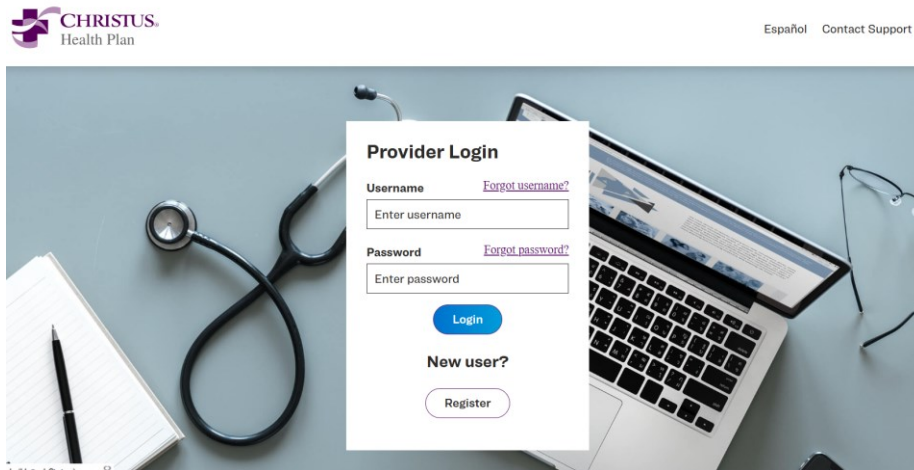 CHRISTUS®
Health Plan
Español Contact Support
Provider Login
Username Forgot username?
Enter username
Password Forgot password?
Enter password
Login
New user?
Register